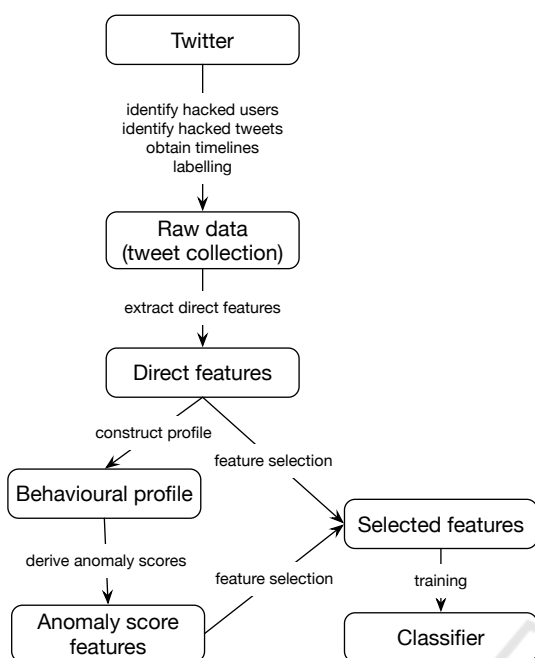 Twitter
identify hacked users
identify hacked tweets
obtain timelines
labelling
Raw data
(tweet collection)
extract direct features
Direct features
construct profile
feature selection
Behavioural profile
Selected features
derive anomaly scores
feature selection
training
Anomaly score
features
Classifier